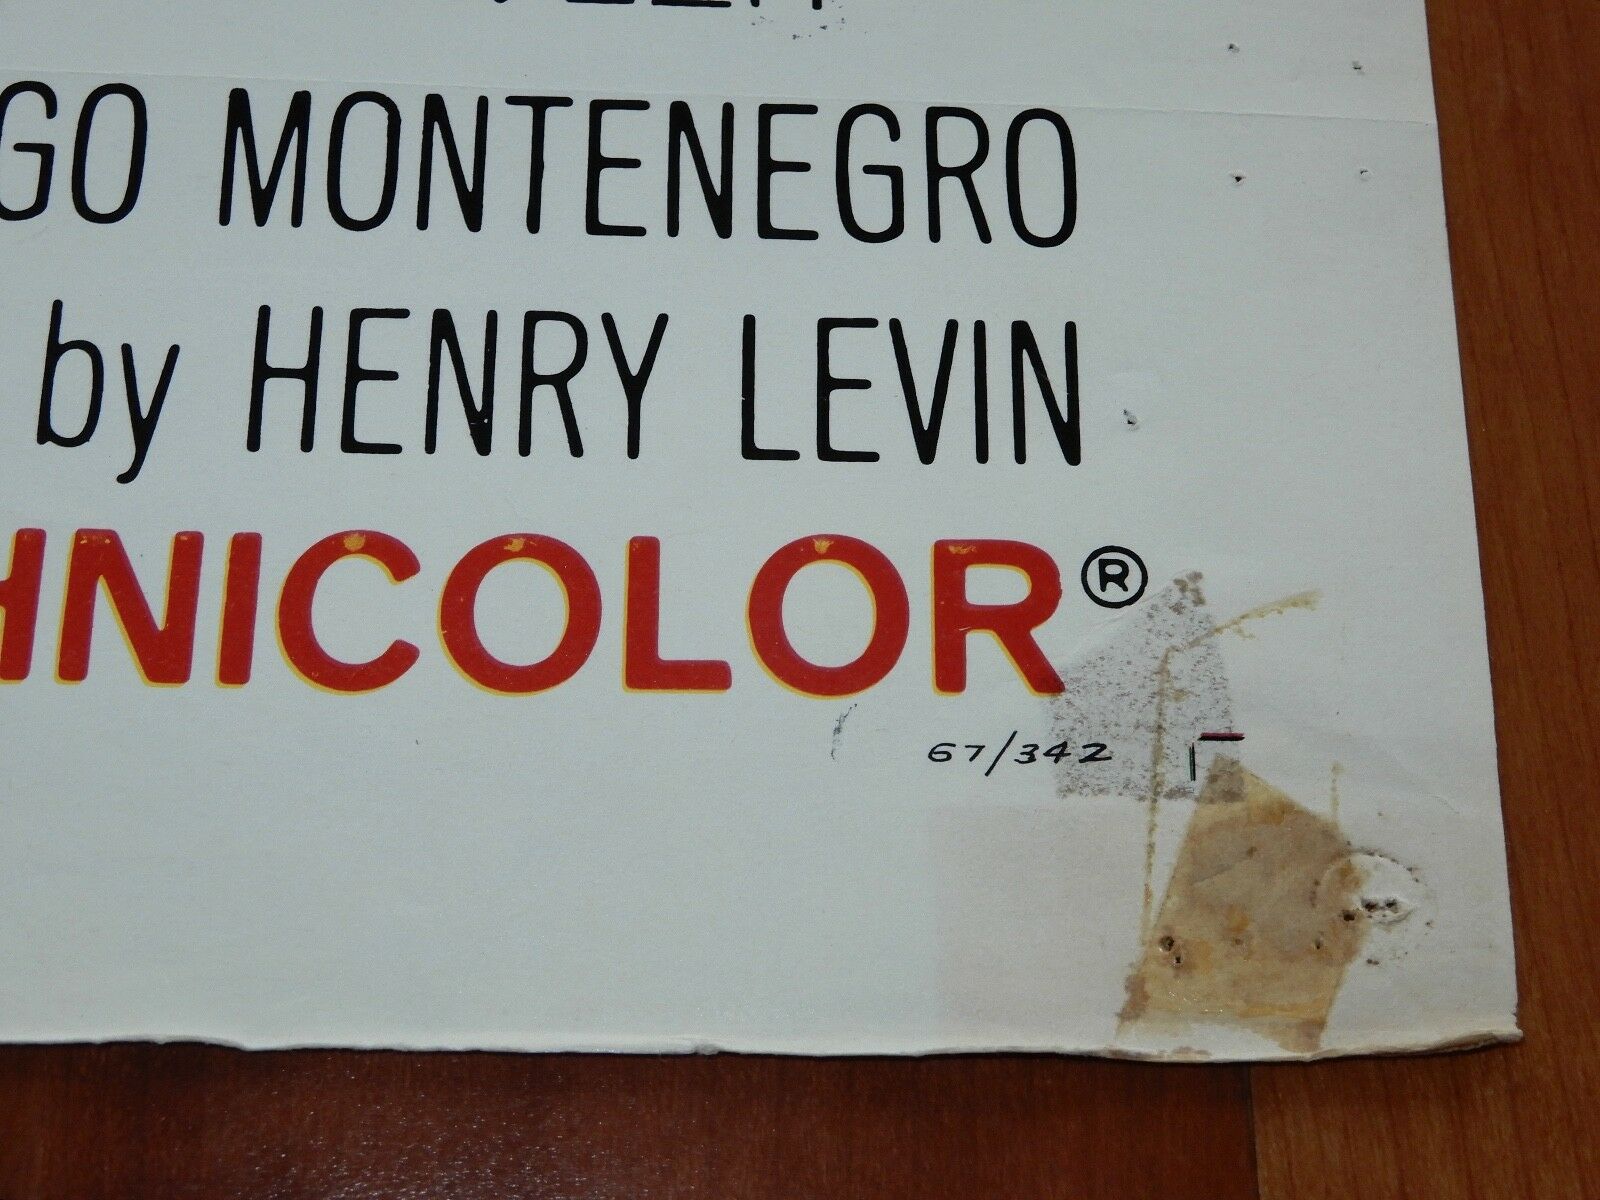 GO MONTENEGRO
by HENRY LEVIN
HNICOLOR®
67/342